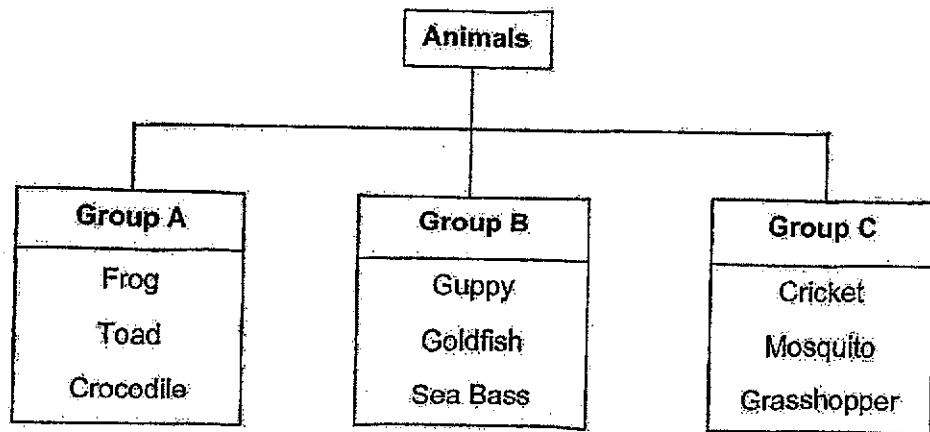 Animals
Group A
Frog
Toad
Crocodile
Group B
Guppy
Goldfish
Sea Bass
Group C
Cricket
Mosquito
Grasshopper